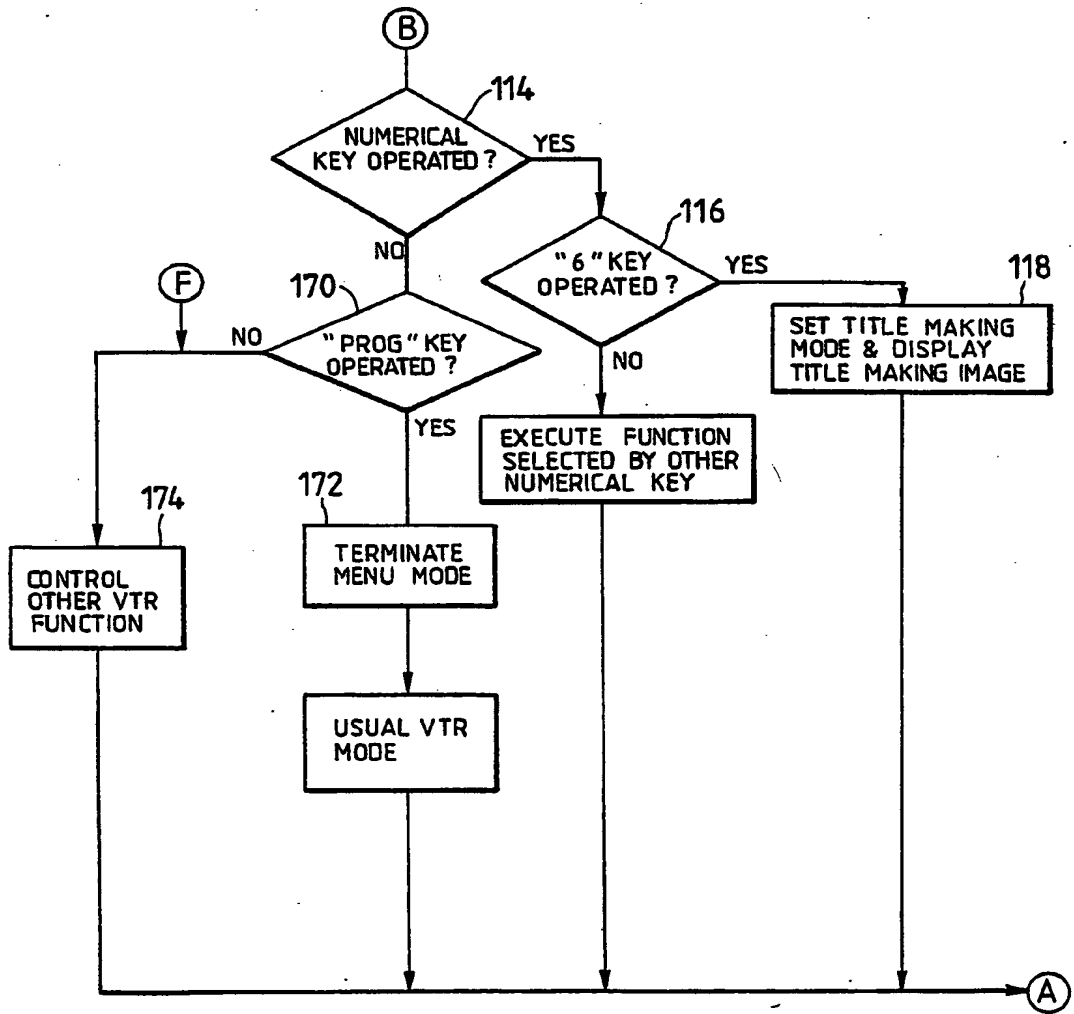 B
114
NUMERICAL
KEY OPERATED?
YES
NO
116
"6" KEY
OPERATED?
YES
NO
118
SET TITLE MAKING
MODE & DISPLAY
TITLE MAKING IMAGE
F
170
NO
"PROG" KEY
OPERATED?
YES
EXECUTE FUNCTION
SELECTED BY OTHER
NUMERICAL KEY
172
TERMINATE
MENU MODE
174
CONTROL
OTHER VTR
FUNCTION
USUAL VTR
MODE
A